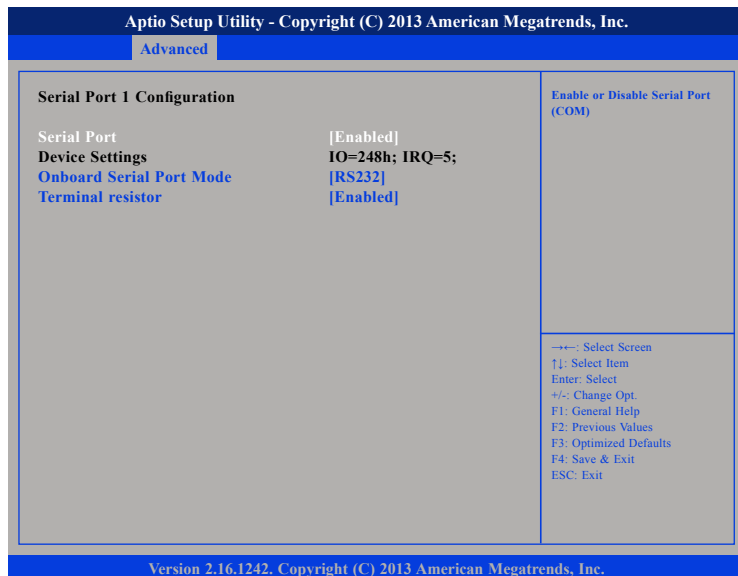 Aptio Setup Utility - Copyright (C) 2013 American Megatrends, Inc.
Advanced
Serial Port 1 Configuration
Serial Port [Enabled]
Device Settings IO=248h; IRQ=5;
Onboard Serial Port Mode [RS232]
Terminal resistor [Enabled]
Enable or Disable Serial Port
(COM)
→←: Select Screen
↑↓: Select Item
Enter: Select
+/-: Change Opt.
F1: General Help
F2: Previous Values
F3: Optimized Defaults
F4: Save & Exit
ESC: Exit
Version 2.16.1242. Copyright (C) 2013 American Megatrends, Inc.